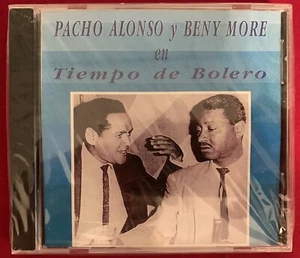 PACHO ALONSO y BENY MORE
en
Tiempo de Bolero